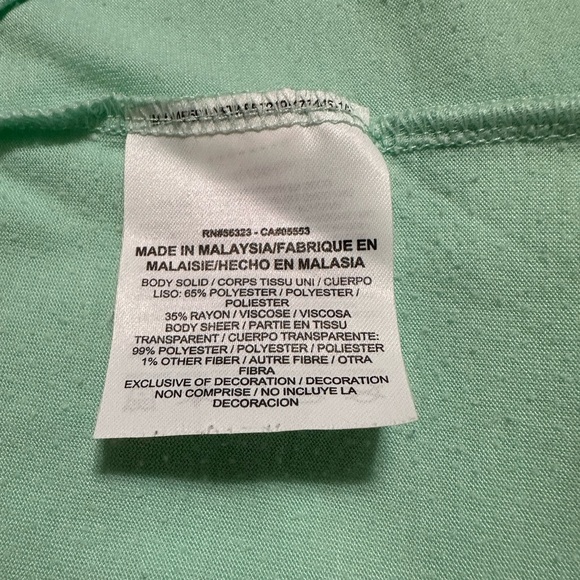 RN#56323 - CA#05553
MADE IN MALAYSIA/FABRIQUE EN
MALAISIE/HECHO EN MALASIA
BODY SOLID / CORPS TISSU UNI / CUERPO
LISO: 65% POLYESTER / POLYESTER /
POLIESTER
35% RAYON / VISCOSE / VISCOSA
BODY SHEER / PARTIE EN TISSU
TRANSPARENT / CUERPO TRANSPARENTE:
99% POLYESTER / POLYESTER / POLIESTER
1% OTHER FIBER / AUTRE FIBRE / OTRA
FIBRA
EXCLUSIVE OF DECORATION / DECORATION
NON COMPRISE / NO INCLUYE LA
DECORACION